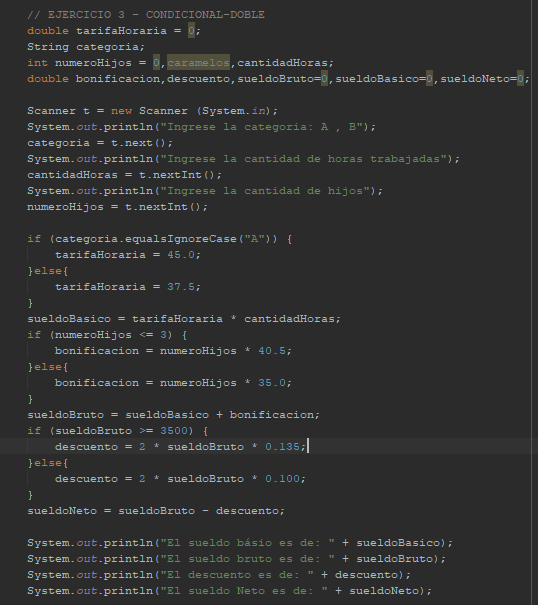 // EJERCICIO 3 - CONDICIONAL-DOBLE
double tarifaHoraria = 0;
String categoria;
int numeroHijos = 0,caramelos,cantidadHoras;
double bonificacion,descuento,sueldoBruto=0,sueldoBasico=0,sueldoNeto=0;
Scanner t = new Scanner (System.in);
System.out.println("Ingrese la categoria: A , B");
categoria = t.next();
System.out.println("Ingrese la cantidad de horas trabajadas");
cantidadHoras = t.nextInt();
System.out.println("Ingrese la cantidad de hijos");
numeroHijos = t.nextInt();
if (categoria.equalsIgnoreCase("A")) {
tarifaHoraria = 45.0;
}else{
tarifaHoraria = 37.5;
}
sueldoBasico = tarifaHoraria * cantidadHoras;
if (numeroHijos <= 3) {
bonificacion = numeroHijos * 40.5;
}else{
bonificacion = numeroHijos * 35.0;
}
sueldoBruto = sueldoBasico + bonificacion;
if (sueldoBruto >= 3500) {
descuento = 2 * sueldoBruto * 0.135;
}else{
descuento = 2 * sueldoBruto * 0.100;
}
sueldoNeto = sueldoBruto - descuento;
System.out.println("El sueldo básio es de: " + sueldoBasico);
System.out.println("El sueldo bruto es de: " + sueldoBruto);
System.out.println("El descuento es de: " + descuento);
System.out.println("El sueldo Neto es de: " + sueldoNeto);